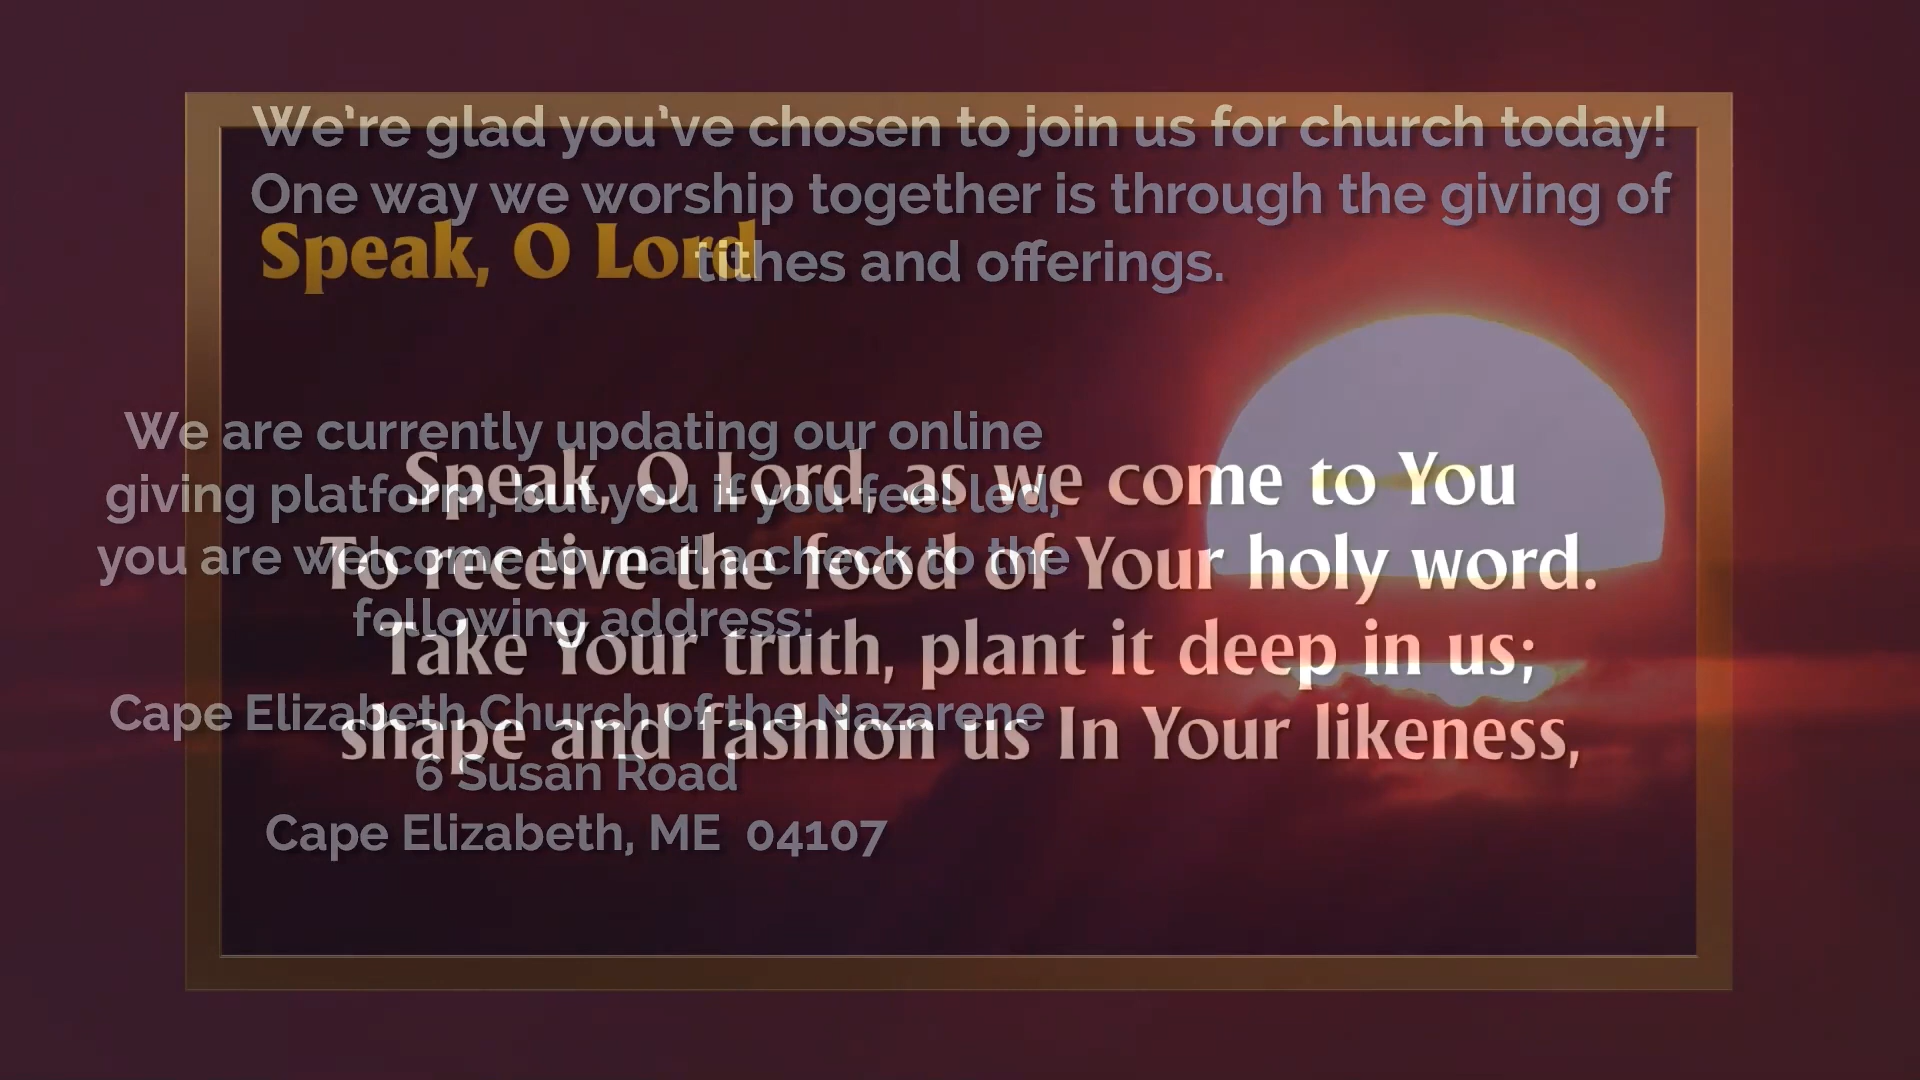 We're glad you've chosen to join us for church today!
One way we worship together is through the giving of
tithes and offerings.
Speak, O Lord
We are currently updating our online
giving platform, but you if you feel led,
you are welcome to mail a check to the
following address:
Cape Elizabeth Church of the Nazarene
6 Susan Road
Cape Elizabeth, ME 04107
Speak, O Lord, as we come to You
To receive the food of Your holy word.
Take Your truth, plant it deep in us;
shape and fashion us In Your likeness,